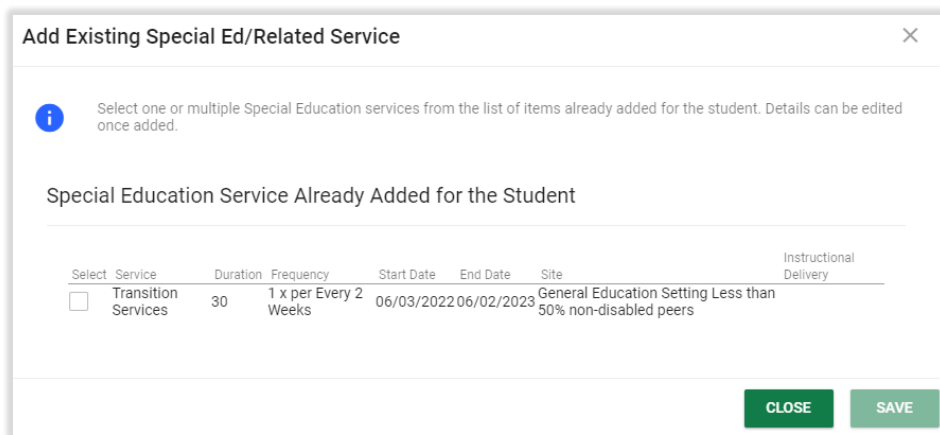 Add Existing Special Ed/Related Service
Select one or multiple Special Education services from the list of items already added for the student. Details can be edited
once added.
Special Education Service Already Added for the Student
Select Service Duration Frequency Start Date End Date Site Instructional Delivery
Transition Services 30 1 x per Every 2 Weeks 06/03/2022 06/02/2023 General Education Setting Less than 50% non-disabled peers
CLOSE SAVE